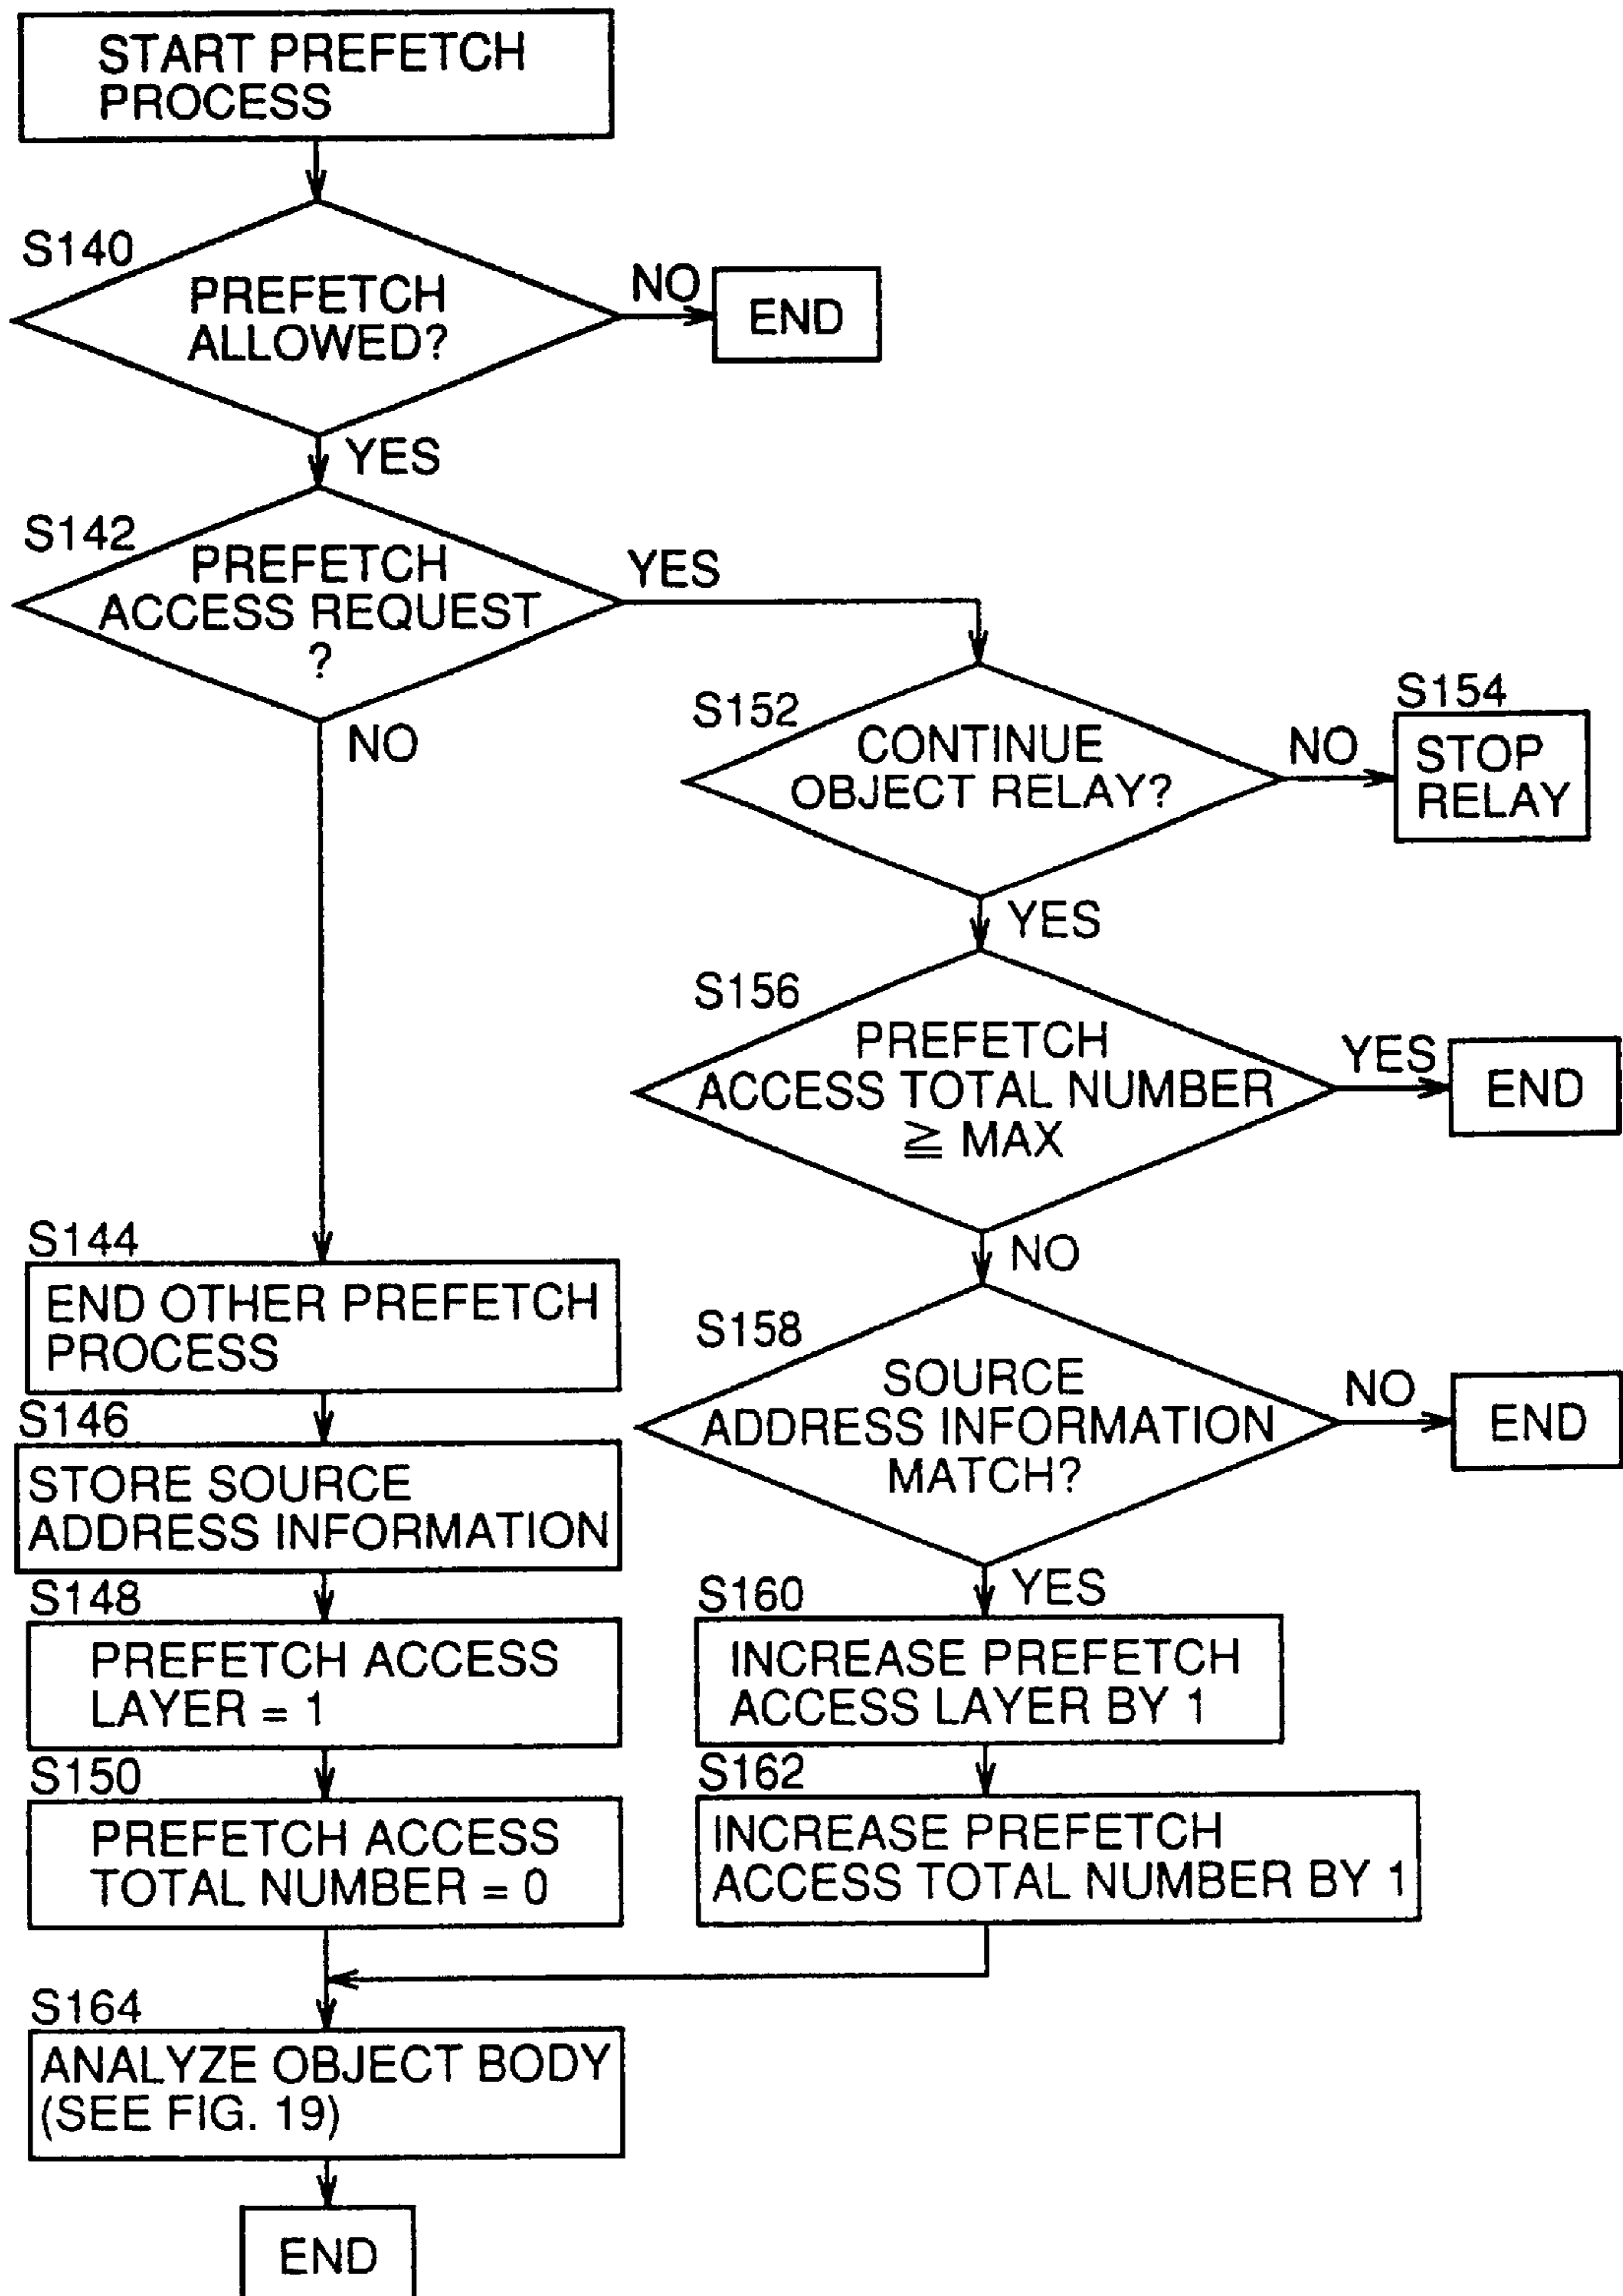 START PREFETCH
PROCESS
S140
PREFETCH
ALLOWED?
NO
END
YES
S142
PREFETCH
ACCESS REQUEST
?
YES
NO
S152
CONTINUE
OBJECT RELAY?
NO
S154
STOP
RELAY
YES
S156
PREFETCH
ACCESS TOTAL NUMBER
≧ MAX
YES
END
NO
S158
SOURCE
ADDRESS INFORMATION
MATCH?
NO
END
YES
S144
END OTHER PREFETCH
PROCESS
S146
STORE SOURCE
ADDRESS INFORMATION
S148
PREFETCH ACCESS
LAYER = 1
S150
PREFETCH ACCESS
TOTAL NUMBER = 0
S160
INCREASE PREFETCH
ACCESS LAYER BY 1
S162
INCREASE PREFETCH
ACCESS TOTAL NUMBER BY 1
S164
ANALYZE OBJECT BODY
(SEE FIG. 19)
END